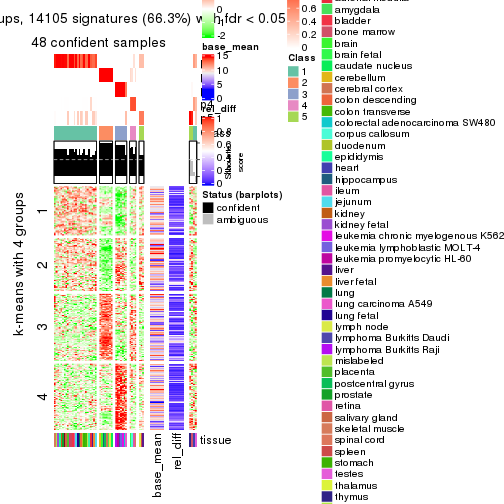 ups, 14105 signatures (66.3%) with fdr < 0.05
48 confident samples
k-means with 4 groups
1
2
3
4
base_mean
rel_diff
tissue
0
-2
base_mean
15
10
5
0
rel_diff
0
Status (barplots)
confident
ambiguous
Silhouette
score
0.6
0.4
0.2
0
Class
1
2
3
4
5
amygdala
bladder
bone marrow
brain
brain fetal
caudate nucleus
cerebellum
cerebral cortex
colon descending
colon transverse
colorectal adenocarcinoma SW480
corpus callosum
duodenum
epididymis
heart
hippocampus
ileum
jejunum
kidney
kidney fetal
leukemia chronic myelogenous K562
leukemia lymphoblastic MOLT-4
leukemia promyelocytic HL-60
liver
liver fetal
lung
lung carcinoma A549
lung fetal
lymph node
lymphoma Burkitts Daudi
lymphoma Burkitts Raji
mislabeled
placenta
postcentral gyrus
prostate
retina
salivary gland
skeletal muscle
spinal cord
spleen
stomach
testes
thalamus
thymus